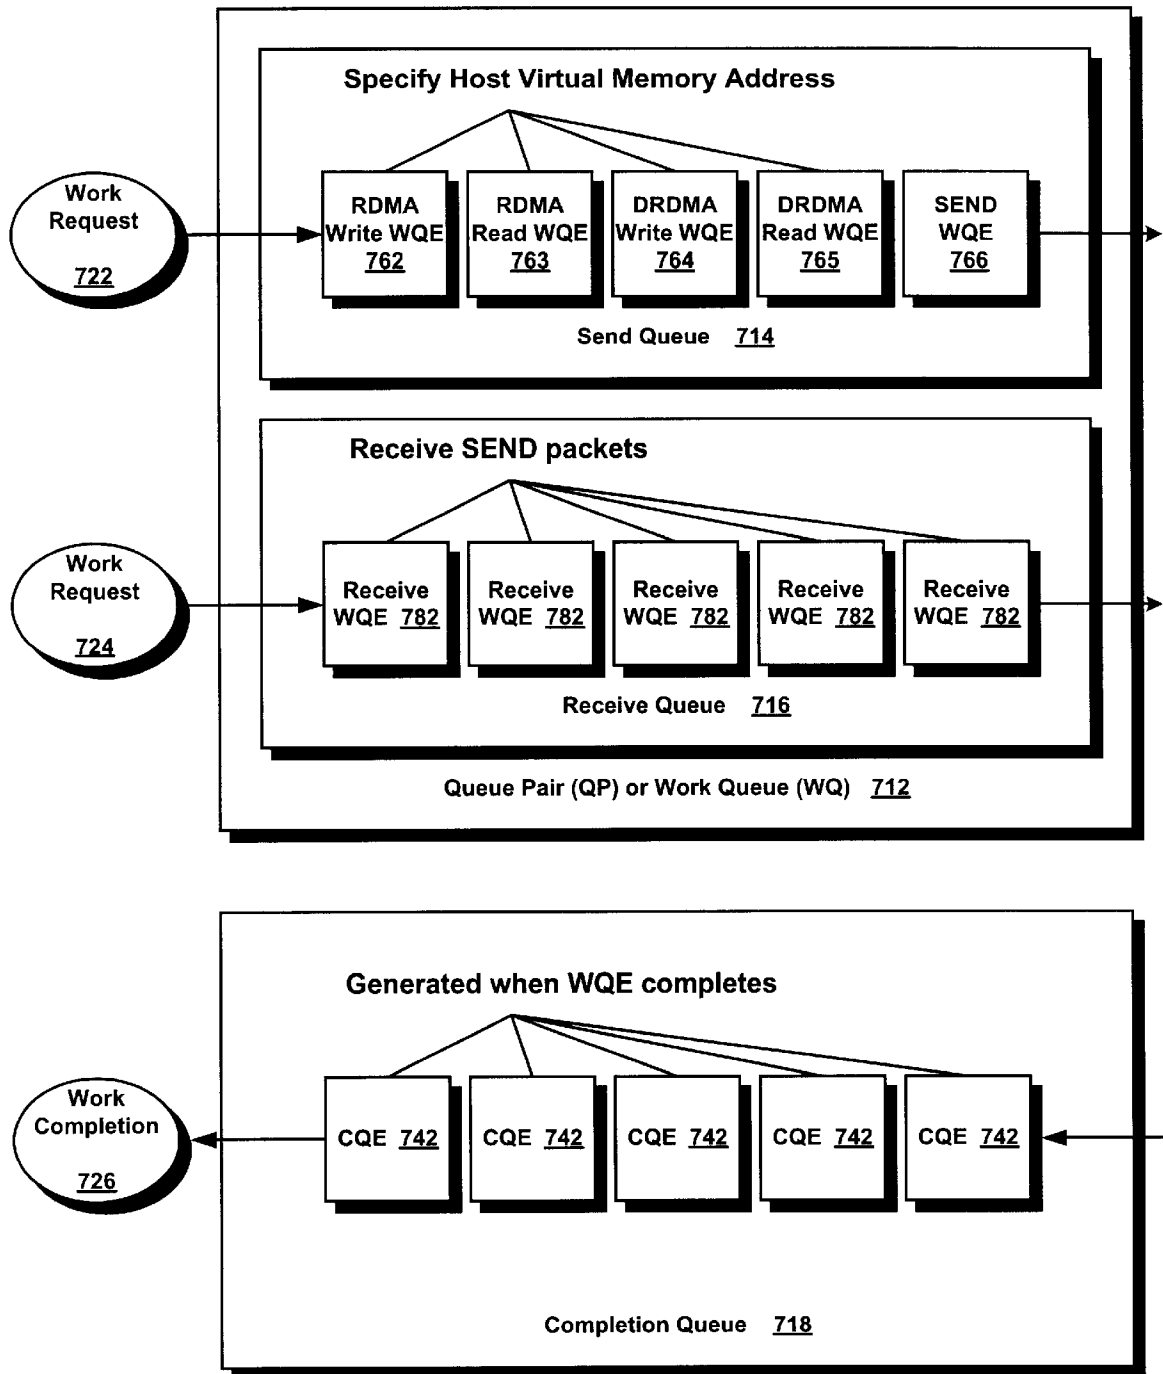 Specify Host Virtual Memory Address
Work
Request
722
RDMA
Write WQE
762
RDMA
Read WQE
763
DRDMA
Write WQE
764
DRDMA
Read WQE
765
SEND
WQE
766
Send Queue 714
Receive SEND packets
Work
Request
724
Receive
WQE 782
Receive
WQE 782
Receive
WQE 782
Receive
WQE 782
Receive
WQE 782
Receive Queue 716
Queue Pair (QP) or Work Queue (WQ) 712
Generated when WQE completes
Work
Completion
726
CQE 742
CQE 742
CQE 742
CQE 742
CQE 742
Completion Queue 718